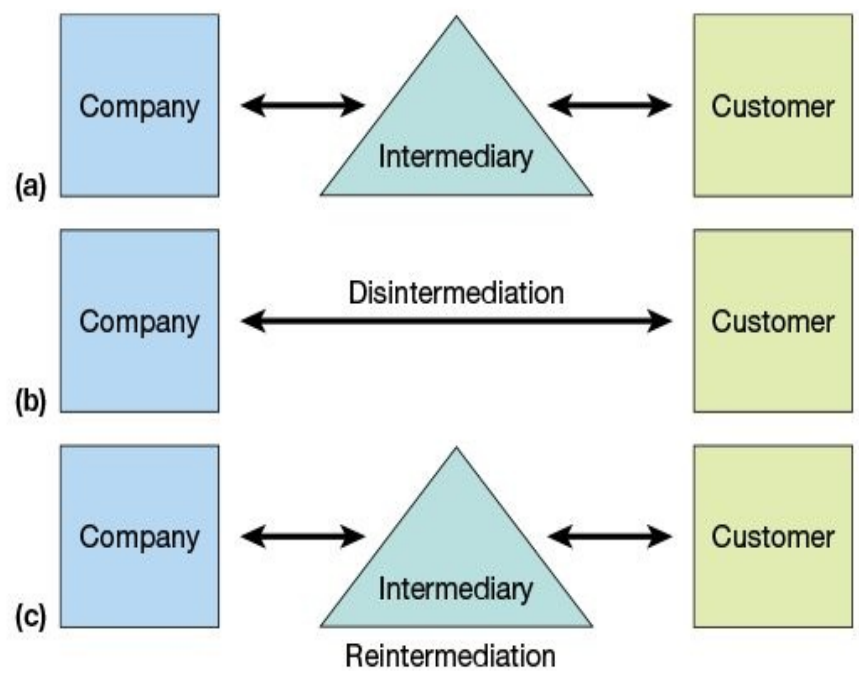 Company
Intermediary
Customer
(a)
Disintermediation
Company
Customer
(b)
Company
Intermediary
Customer
(c)
Reintermediation